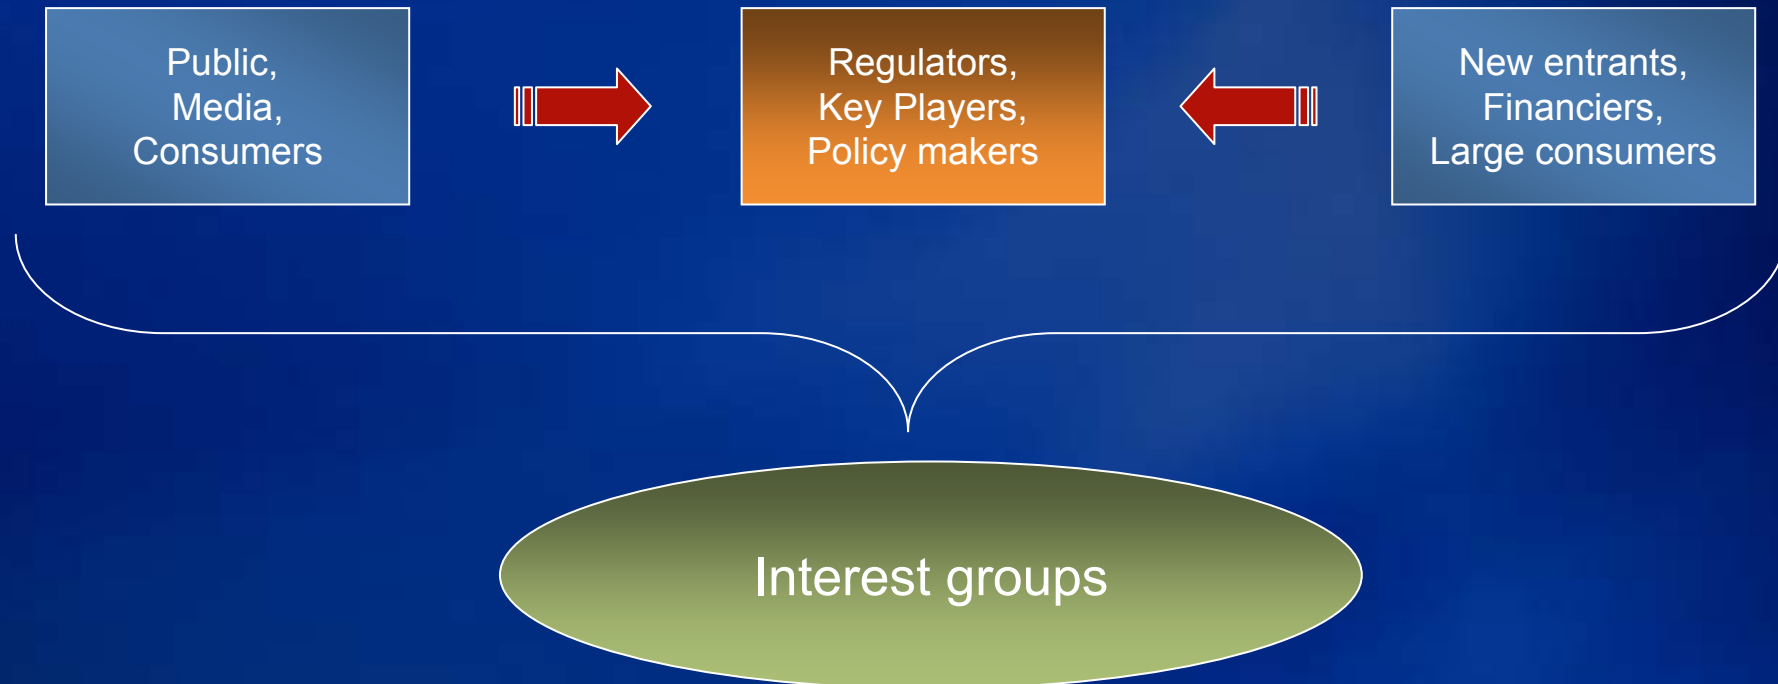 Public,
Media,
Consumers
Regulators,
Key Players,
Policy makers
New entrants,
Financiers,
Large consumers
Interest groups